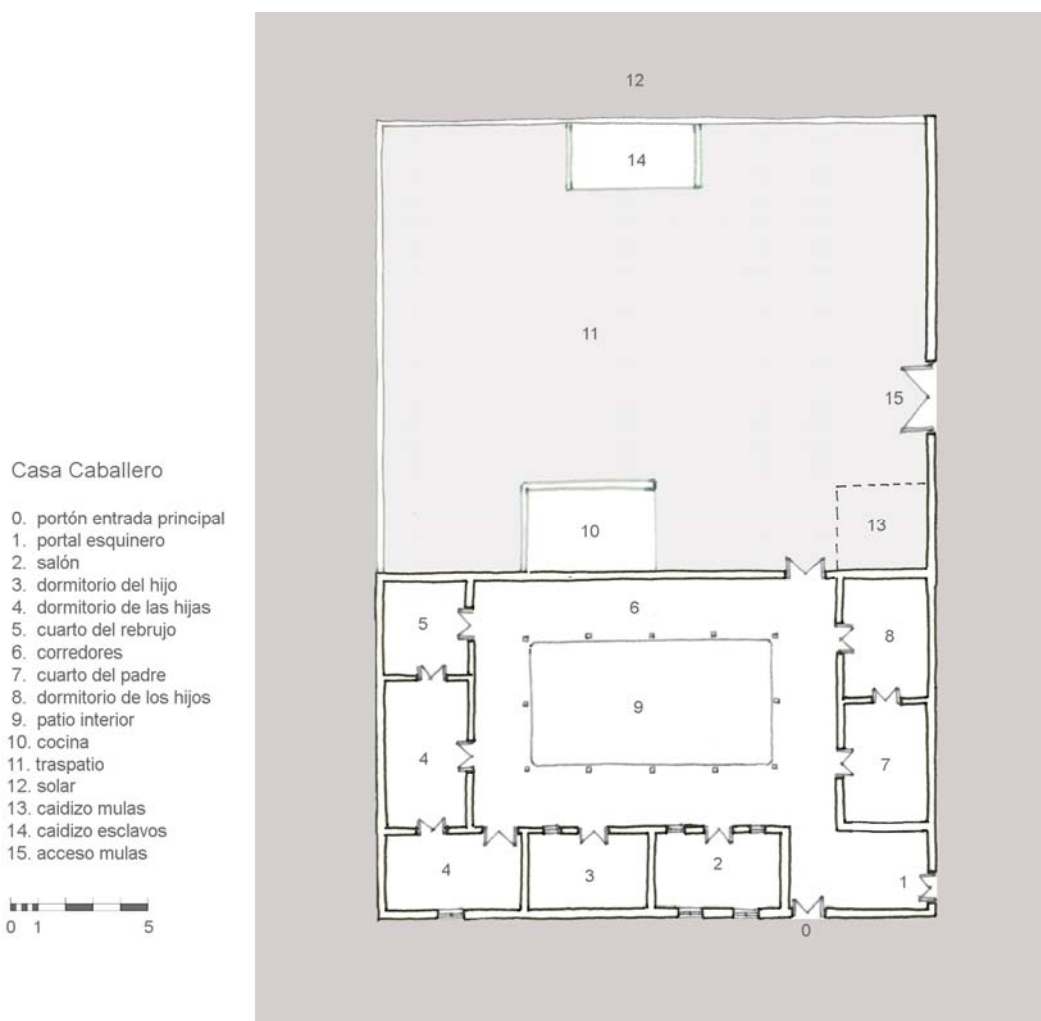 12
14
11
15
Casa Caballero
0. portón entrada principal
1. portal esquinero
2. salón
3. dormitorio del hijo
4. dormitorio de las hijas
5. cuarto del rebrujo
6. corredores
7. cuarto del padre
8. dormitorio de los hijos
9. patio interior
10. cocina
11. traspatio
12. solar
13. caidizo mulas
14. caidizo esclavos
15. acceso mulas
0 1 5
10
13
6
5
8
9
4
7
4
3
2
1
0